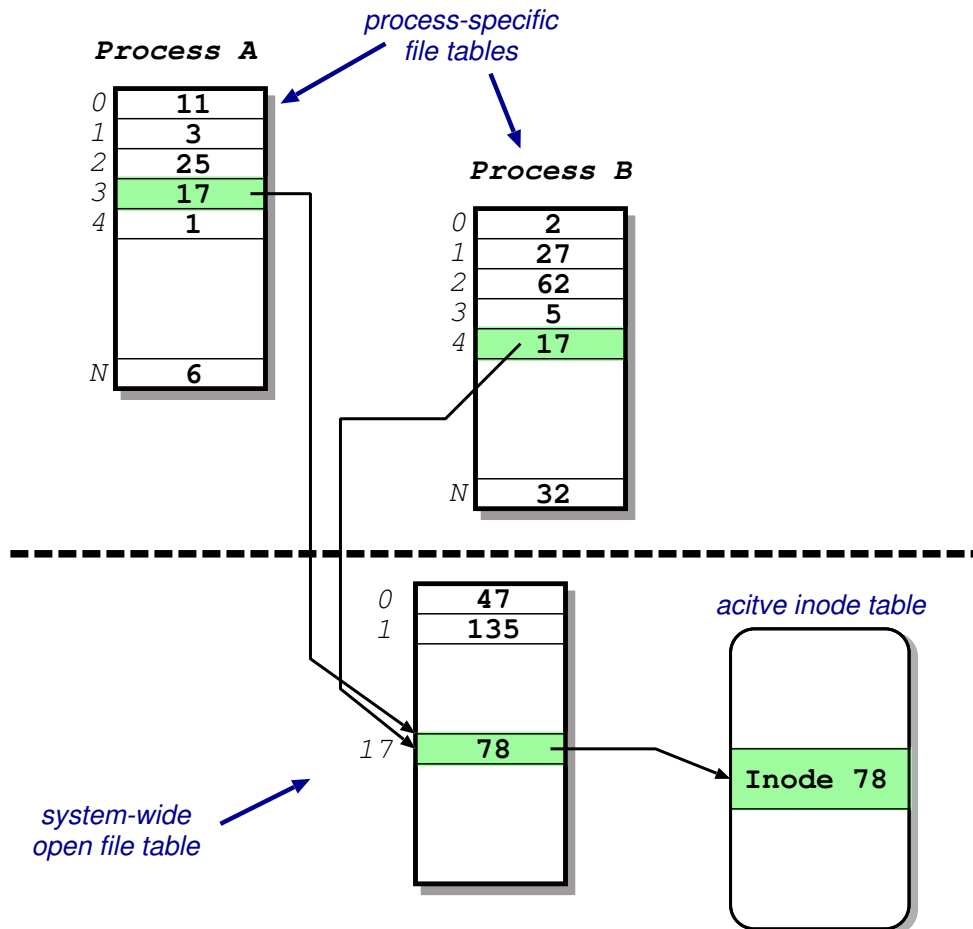 process-specific
file tables
Process A
0 11
1 3
2 25
3 17
4 1
N 6
Process B
0 2
1 27
2 62
3 5
4 17
N 32
0 47
1 135
17 78
system-wide
open file table
acitve inode table
Inode 78